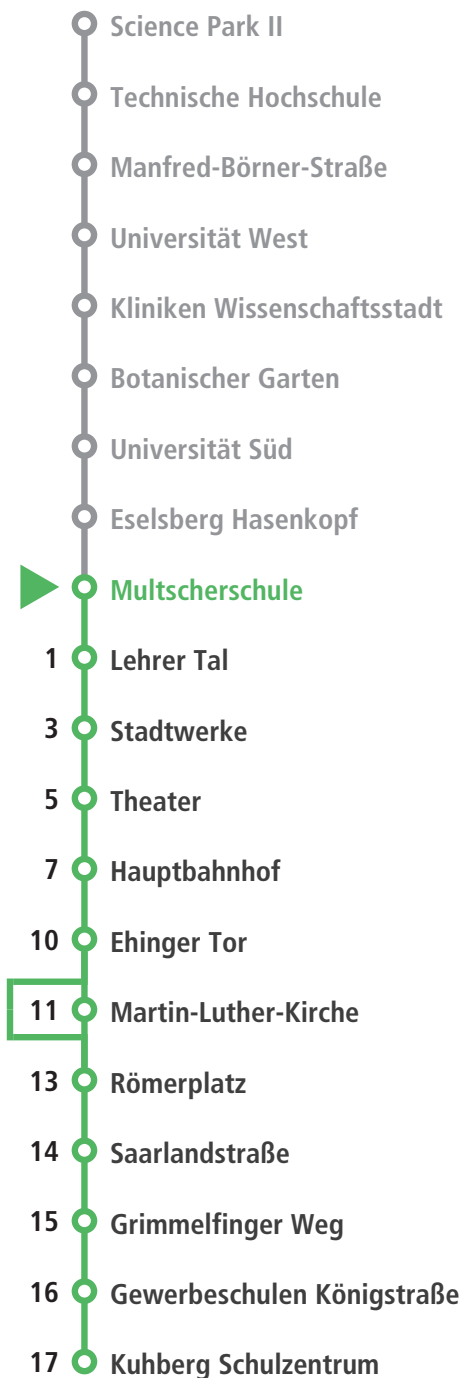 Science Park II
Technische Hochschule
Manfred-Börner-Straße
Universität West
Kliniken Wissenschaftsstadt
Botanischer Garten
Universität Süd
Eselsberg Hasenkopf
Multscherschule
1 Lehrer Tal
3 Stadtwerke
5 Theater
7 Hauptbahnhof
10 Ehinger Tor
11 Martin-Luther-Kirche
13 Römerplatz
14 Saarlandstraße
15 Grimmelfinger Weg
16 Gewerbeschulen Königstraße
17 Kuhberg Schulzentrum